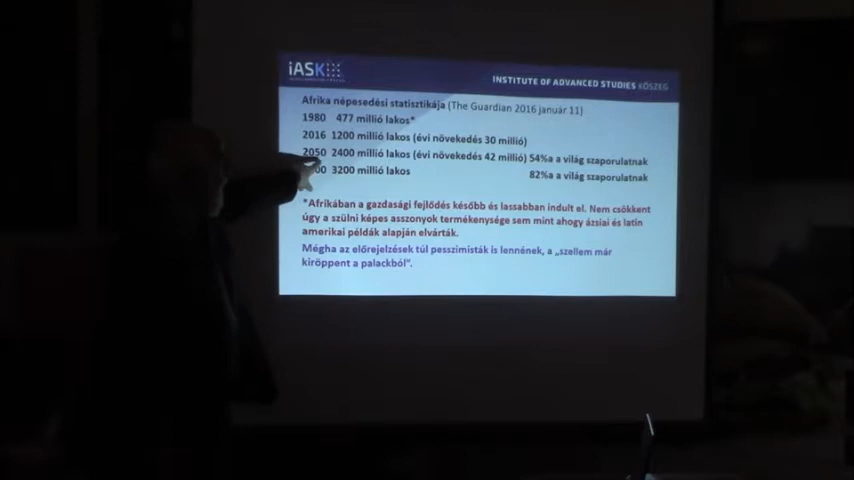 iASK
INSTITUTE OF ADVANCED STUDIES KŐSZEG
Afrika népesedési statisztikája (The Guardian 2016 január 11)
1980 477 millió lakos*
2016 1200 millió lakos (évi növekedés 30 millió)
2050 2400 millió lakos (évi növekedés 42 millió) 54%a a világ szaporulatnak
00 3200 millió lakos 82%a a világ szaporulatnak
*Afrikában a gazdasági fejlődés később és lassabban indult el. Nem csökkent
úgy a szülni képes asszonyok termékenysége sem mint ahogy ázsiai és latin
amerikai példák alapján elvárták.
Mégha az előrejelzések túl pesszimisták is lennének, a „szellem már
kiröppent a palackból”.